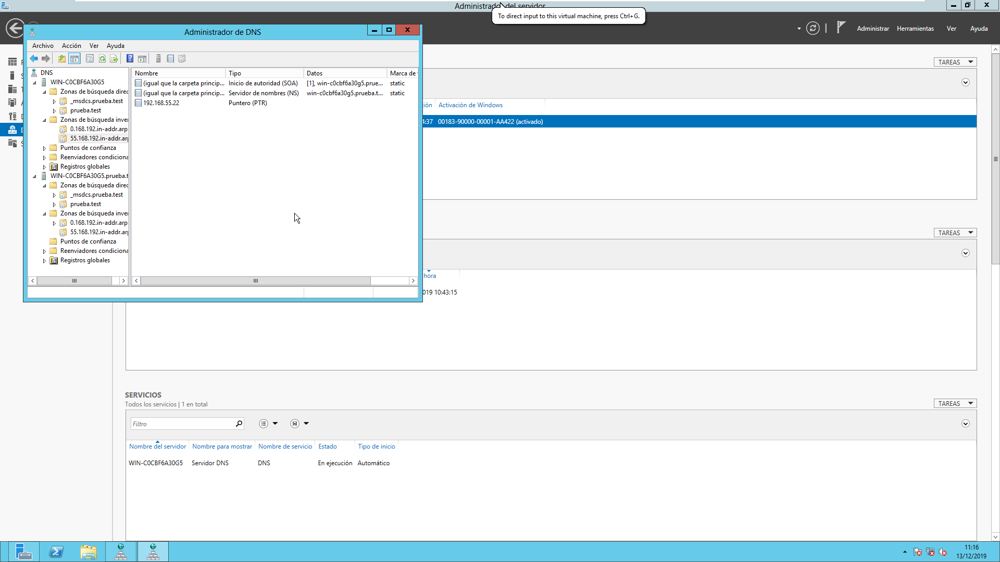 Administrador del servidor
To direct input to this virtual machine, press Ctrl+G.
Administrar Herramientas Ver Ayuda
Administrador de DNS
Archivo Acción Ver Ayuda
DNS
WIN-C0CBF6A30G5
Zonas de búsqueda direc
_msdcs.prueba.test
prueba.test
Zonas de búsqueda inver
0.168.192.in-addr.arp
55.168.192.in-addr.arp
Puntos de confianza
Reenviadores condiciona
Registros globales
WIN-C0CBF6A30G5.prueba.t
Zonas de búsqueda direc
_msdcs.prueba.test
prueba.test
Zonas de búsqueda inver
0.168.192.in-addr.arp
55.168.192.in-addr.arp
Puntos de confianza
Reenviadores condiciona
Registros globales
Nombre Tipo Datos Marca de
(igual que la carpeta princip... Inicio de autoridad (SOA) [1], win-c0cbf6a30g5.prue... static
(igual que la carpeta princip... Servidor de nombres (NS) win-c0cbf6a30g5.prueba.t... static
192.168.55.22 Puntero (PTR)
TAREAS
ión Activación de Windows
4:37 00183-90000-00001-AA422 (activado)
TAREAS
hora
019 10:43:15
SERVICIOS
Todos los servicios | 1 en total
TAREAS
Filtro
Nombre del servidor Nombre para mostrar Nombre de servicio Estado Tipo de inicio
WIN-C0CBF6A30G5 Servidor DNS DNS En ejecución Automático
11:16
13/12/2019